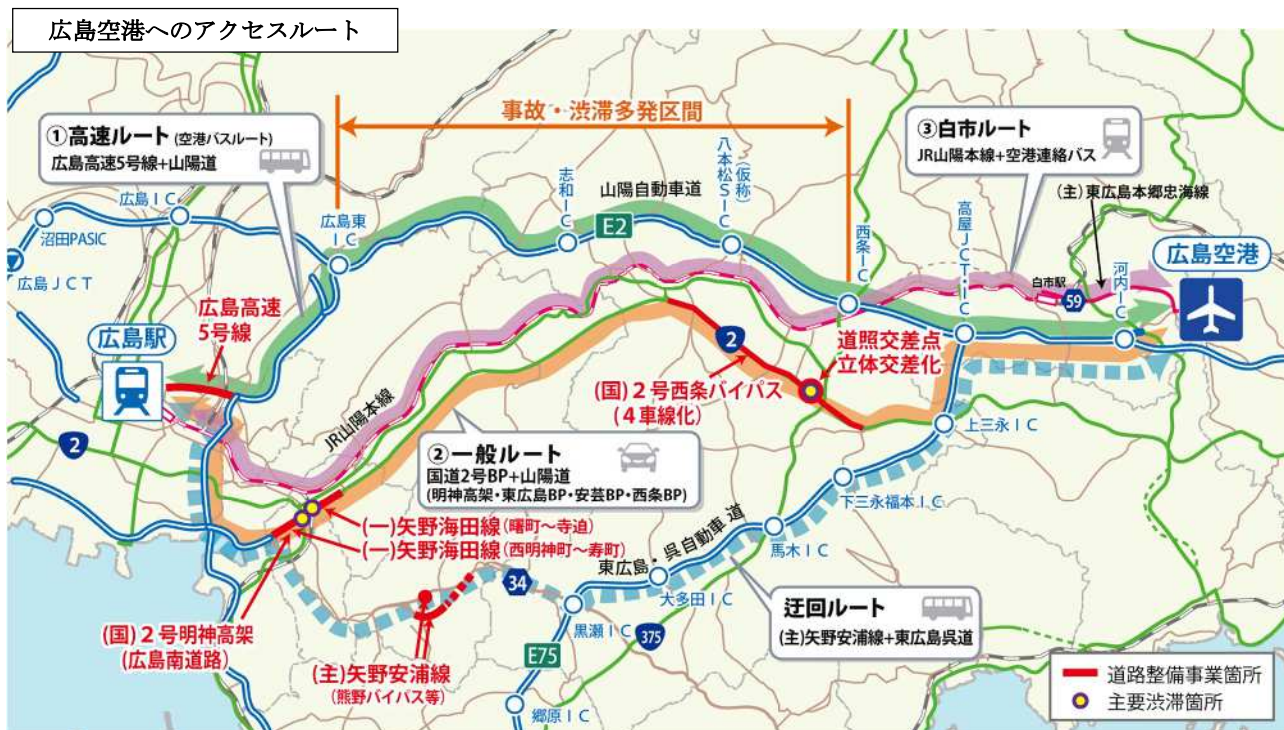 広島空港へのアクセスルート
事故・渋滞多発区間
①高速ルート (空港バスルート)
広島高速5号線+山陽道
③白市ルート
JR山陽本線+空港連絡バス
(主)東広島本郷忠海線
広島IC
沼田PASIC
広島JCT
広島東IC
志和IC
山陽自動車道
E2
八本松SIC(仮称)
西条IC
高屋JCT・IC
白市駅
59
河内IC
広島空港
広島高速
5号線
広島駅
2
JR山陽本線
2
(国)2号西条バイパス
(4車線化)
道照交差点
立体交差化
上三永IC
下三永福本IC
馬木IC
②一般ルート
国道2号BP+山陽道
(明神高架・東広島BP・安芸BP・西条BP)
(一)矢野海田線(曙町～寺迫)
(一)矢野海田線(西明神町～寿町)
(国)2号明神高架
(広島南道路)
(主)矢野安浦線
(熊野バイパス等)
34
東広島・呉自動車道
大多田IC
黒瀬IC
375
E75
郷原IC
迂回ルート
(主)矢野安浦線+東広島呉道
道路整備事業箇所
主要渋滞箇所